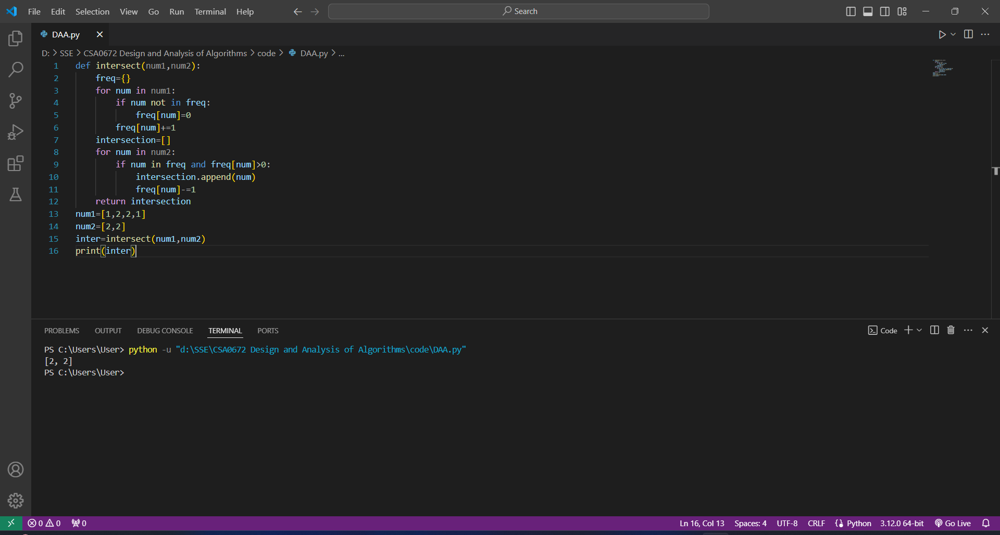 File Edit Selection View Go Run Terminal Help Search
DAA.py
D: > SSE > CSA0672 Design and Analysis of Algorithms > code > DAA.py > ...
1 def intersect(num1,num2):
2     freq={}
3     for num in num1:
4         if num not in freq:
5             freq[num]=0
6         freq[num]+=1
7     intersection=[]
8     for num in num2:
9         if num in freq and freq[num]>0:
10             intersection.append(num)
11             freq[num]-=1
12     return intersection
13 num1=[1,2,2,1]
14 num2=[2,2]
15 inter=intersect(num1,num2)
16 print(inter)
PROBLEMS OUTPUT DEBUG CONSOLE TERMINAL PORTS Code
PS C:\Users\User> python -u "d:\SSE\CSA0672 Design and Analysis of Algorithms\code\DAA.py"
[2, 2]
PS C:\Users\User>
0 0 0 Ln 16, Col 13 Spaces: 4 UTF-8 CRLF Python 3.12.0 64-bit Go Live